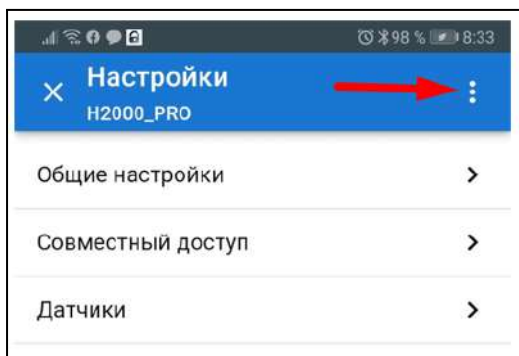 98 % 8:33
Настройки
H2000_PRO
Общие настройки
Совместный доступ
Датчики